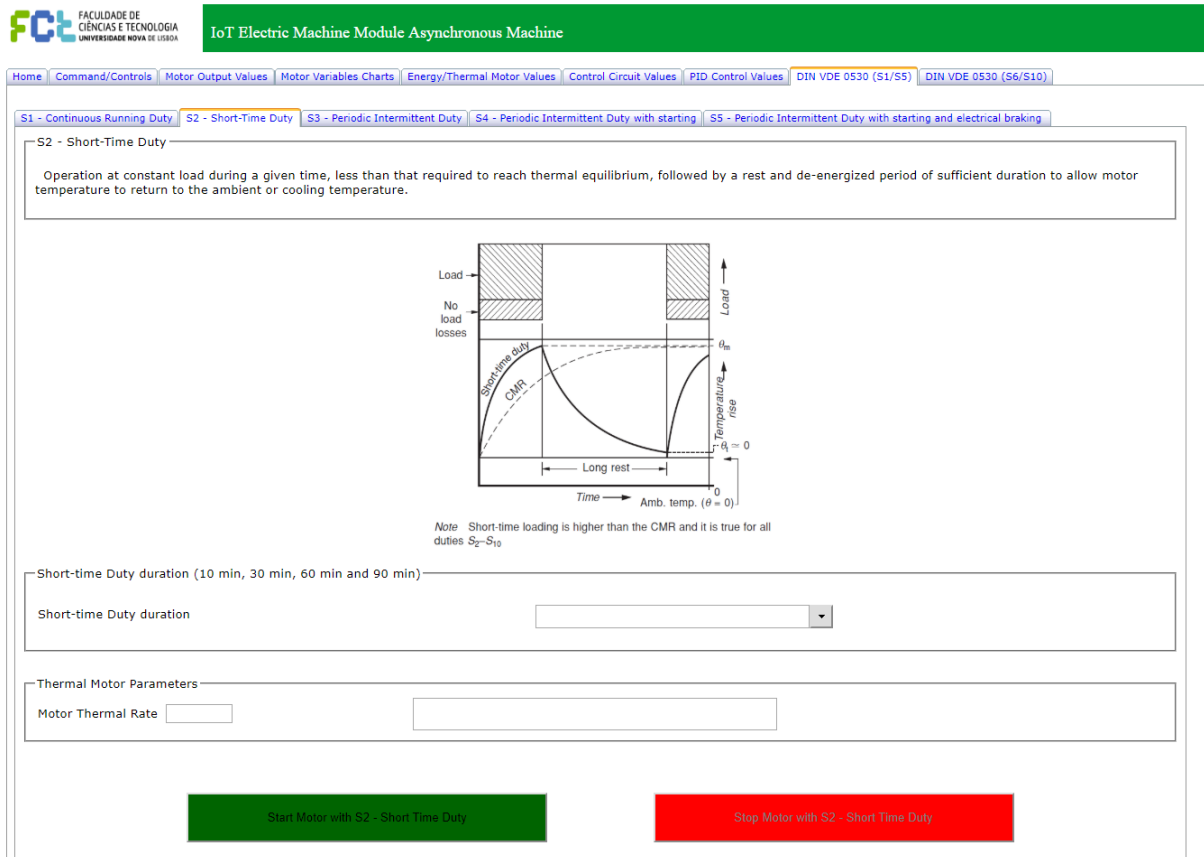 FCt
FACULDADE DE
CIÊNCIAS E TECNOLOGIA
UNIVERSIDADE NOVA DE LISBOA
IoT Electric Machine Module Asynchronous Machine
Home Command/Controls Motor Output Values Motor Variables Charts Energy/Thermal Motor Values Control Circuit Values PID Control Values DIN VDE 0530 (S1/S5) DIN VDE 0530 (S6/S10)
S1 - Continuous Running Duty S2 - Short-Time Duty S3 - Periodic Intermittent Duty S4 - Periodic Intermittent Duty with starting S5 - Periodic Intermittent Duty with starting and electrical braking
S2 - Short-Time Duty
Operation at constant load during a given time, less than that required to reach thermal equilibrium, followed by a rest and de-energized period of sufficient duration to allow motor
temperature to return to the ambient or cooling temperature.
Load
No
load
losses
Load
θm
Short-time duty
CMR
Temperature
rise
θi ≃ 0
Long rest
0
Time
Amb. temp. (θ = 0)
Note Short-time loading is higher than the CMR and it is true for all
duties S2–S10
Short-time Duty duration (10 min, 30 min, 60 min and 90 min)
Short-time Duty duration
Thermal Motor Parameters
Motor Thermal Rate
Start Motor with S2 - Short Time Duty
Stop Motor with S2 - Short Time Duty